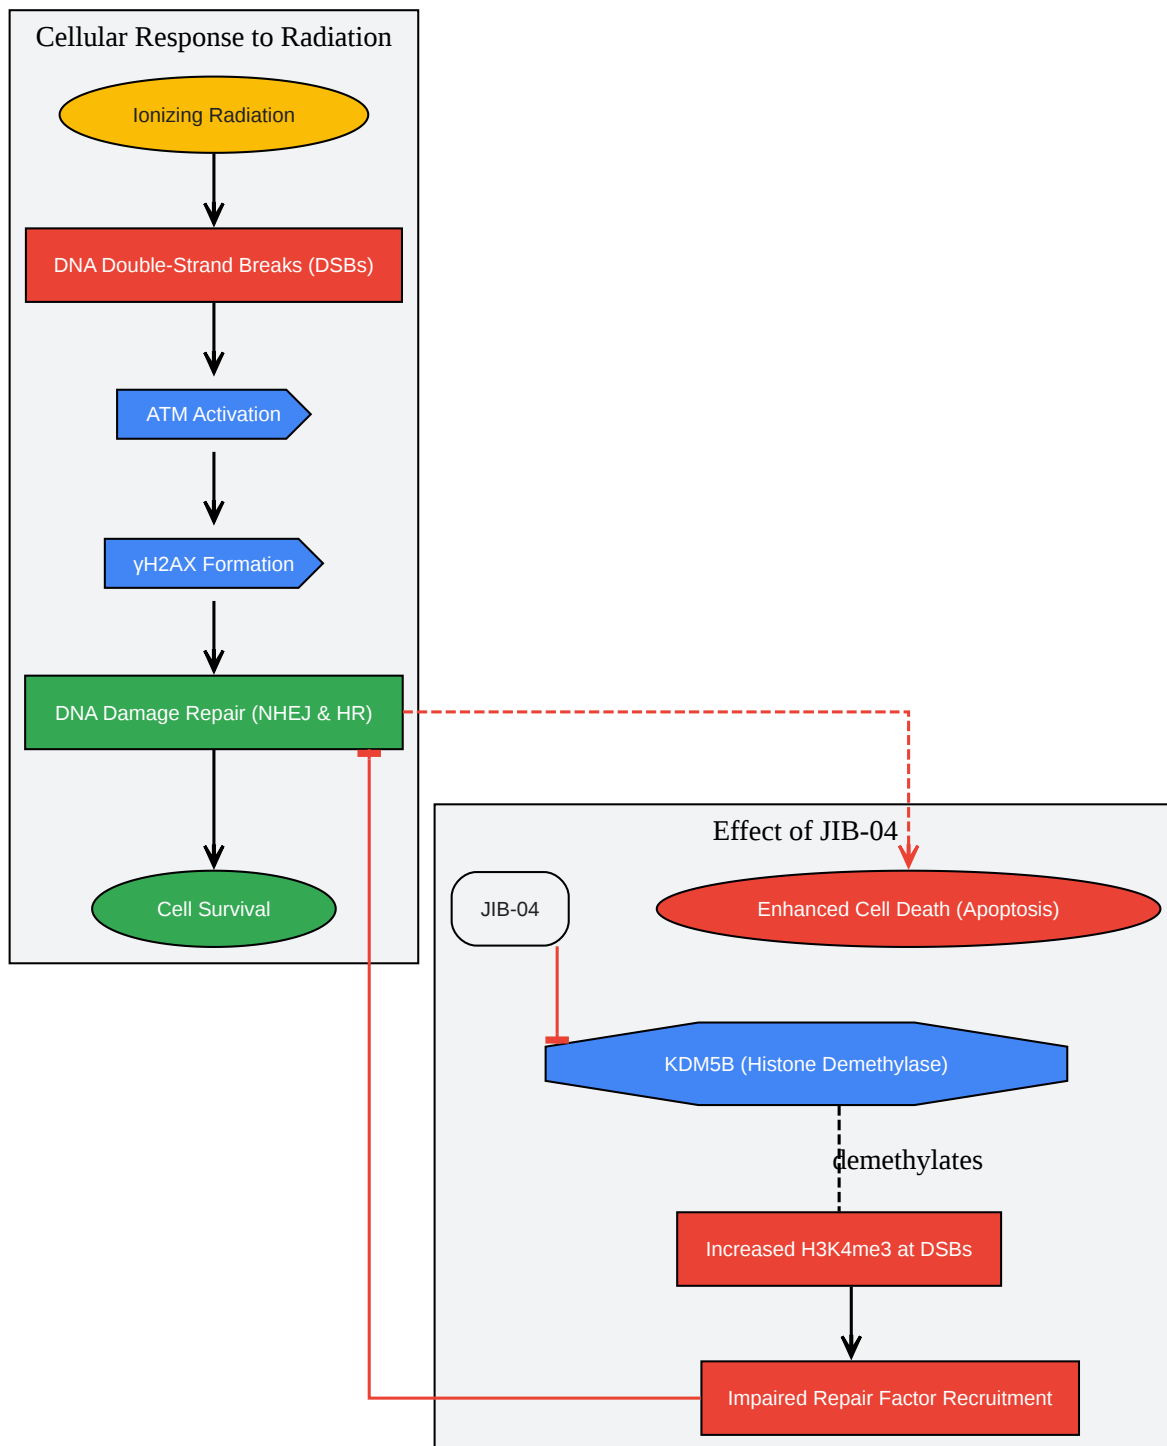 Cellular Response to Radiation
Ionizing Radiation
DNA Double-Strand Breaks (DSBs)
ATM Activation
γH2AX Formation
DNA Damage Repair (NHEJ & HR)
Cell Survival
Effect of JIB-04
JIB-04
Enhanced Cell Death (Apoptosis)
KDM5B (Histone Demethylase)
demethylates
Increased H3K4me3 at DSBs
Impaired Repair Factor Recruitment